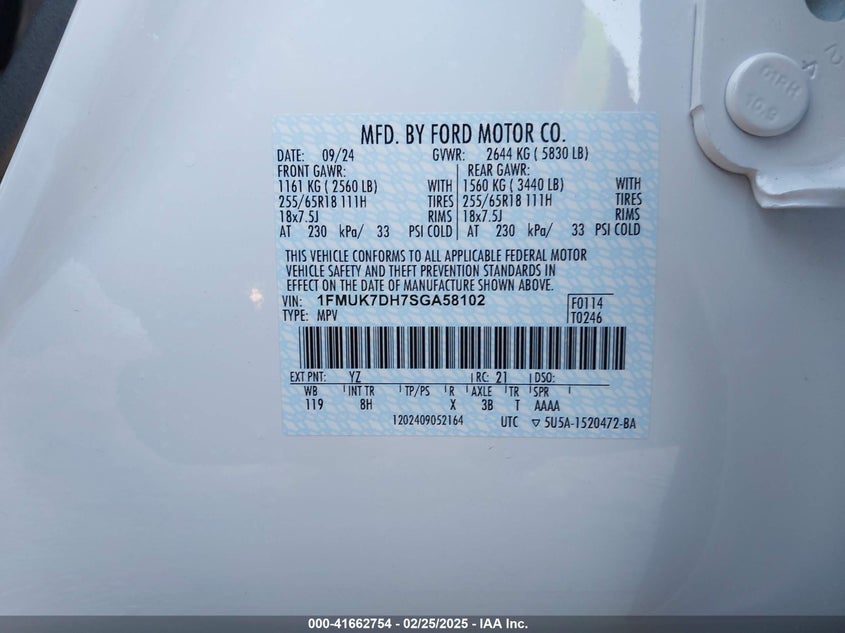 MFD. BY FORD MOTOR CO.
DATE: 09/24 GVWR: 2644 KG ( 5830 LB)
FRONT GAWR: REAR GAWR:
1161 KG ( 2560 LB) WITH 1560 KG ( 3440 LB) WITH
255/65R18 111H TIRES 255/65R18 111H TIRES
18x7.5J RIMS 18x7.5J RIMS
AT 230 kPa/ 33 PSI COLD AT 230 kPa/ 33 PSI COLD
THIS VEHICLE CONFORMS TO ALL APPLICABLE FEDERAL MOTOR
VEHICLE SAFETY AND THEFT PREVENTION STANDARDS IN
EFFECT ON THE DATE OF MANUFACTURE SHOWN ABOVE.
VIN: 1FMUK7DH7SGA58102 F0114
TYPE: MPV T0246
EXT PNT: YZ RC: 21 DSO:
WB INT TR TP/PS R AXLE TR SPR
119 8H X 3B T AAAA
1202409052164 UTC ▽ 5U5A-1520472-BA
10.9
000-41662754 - 02/25/2025 - IAA Inc.